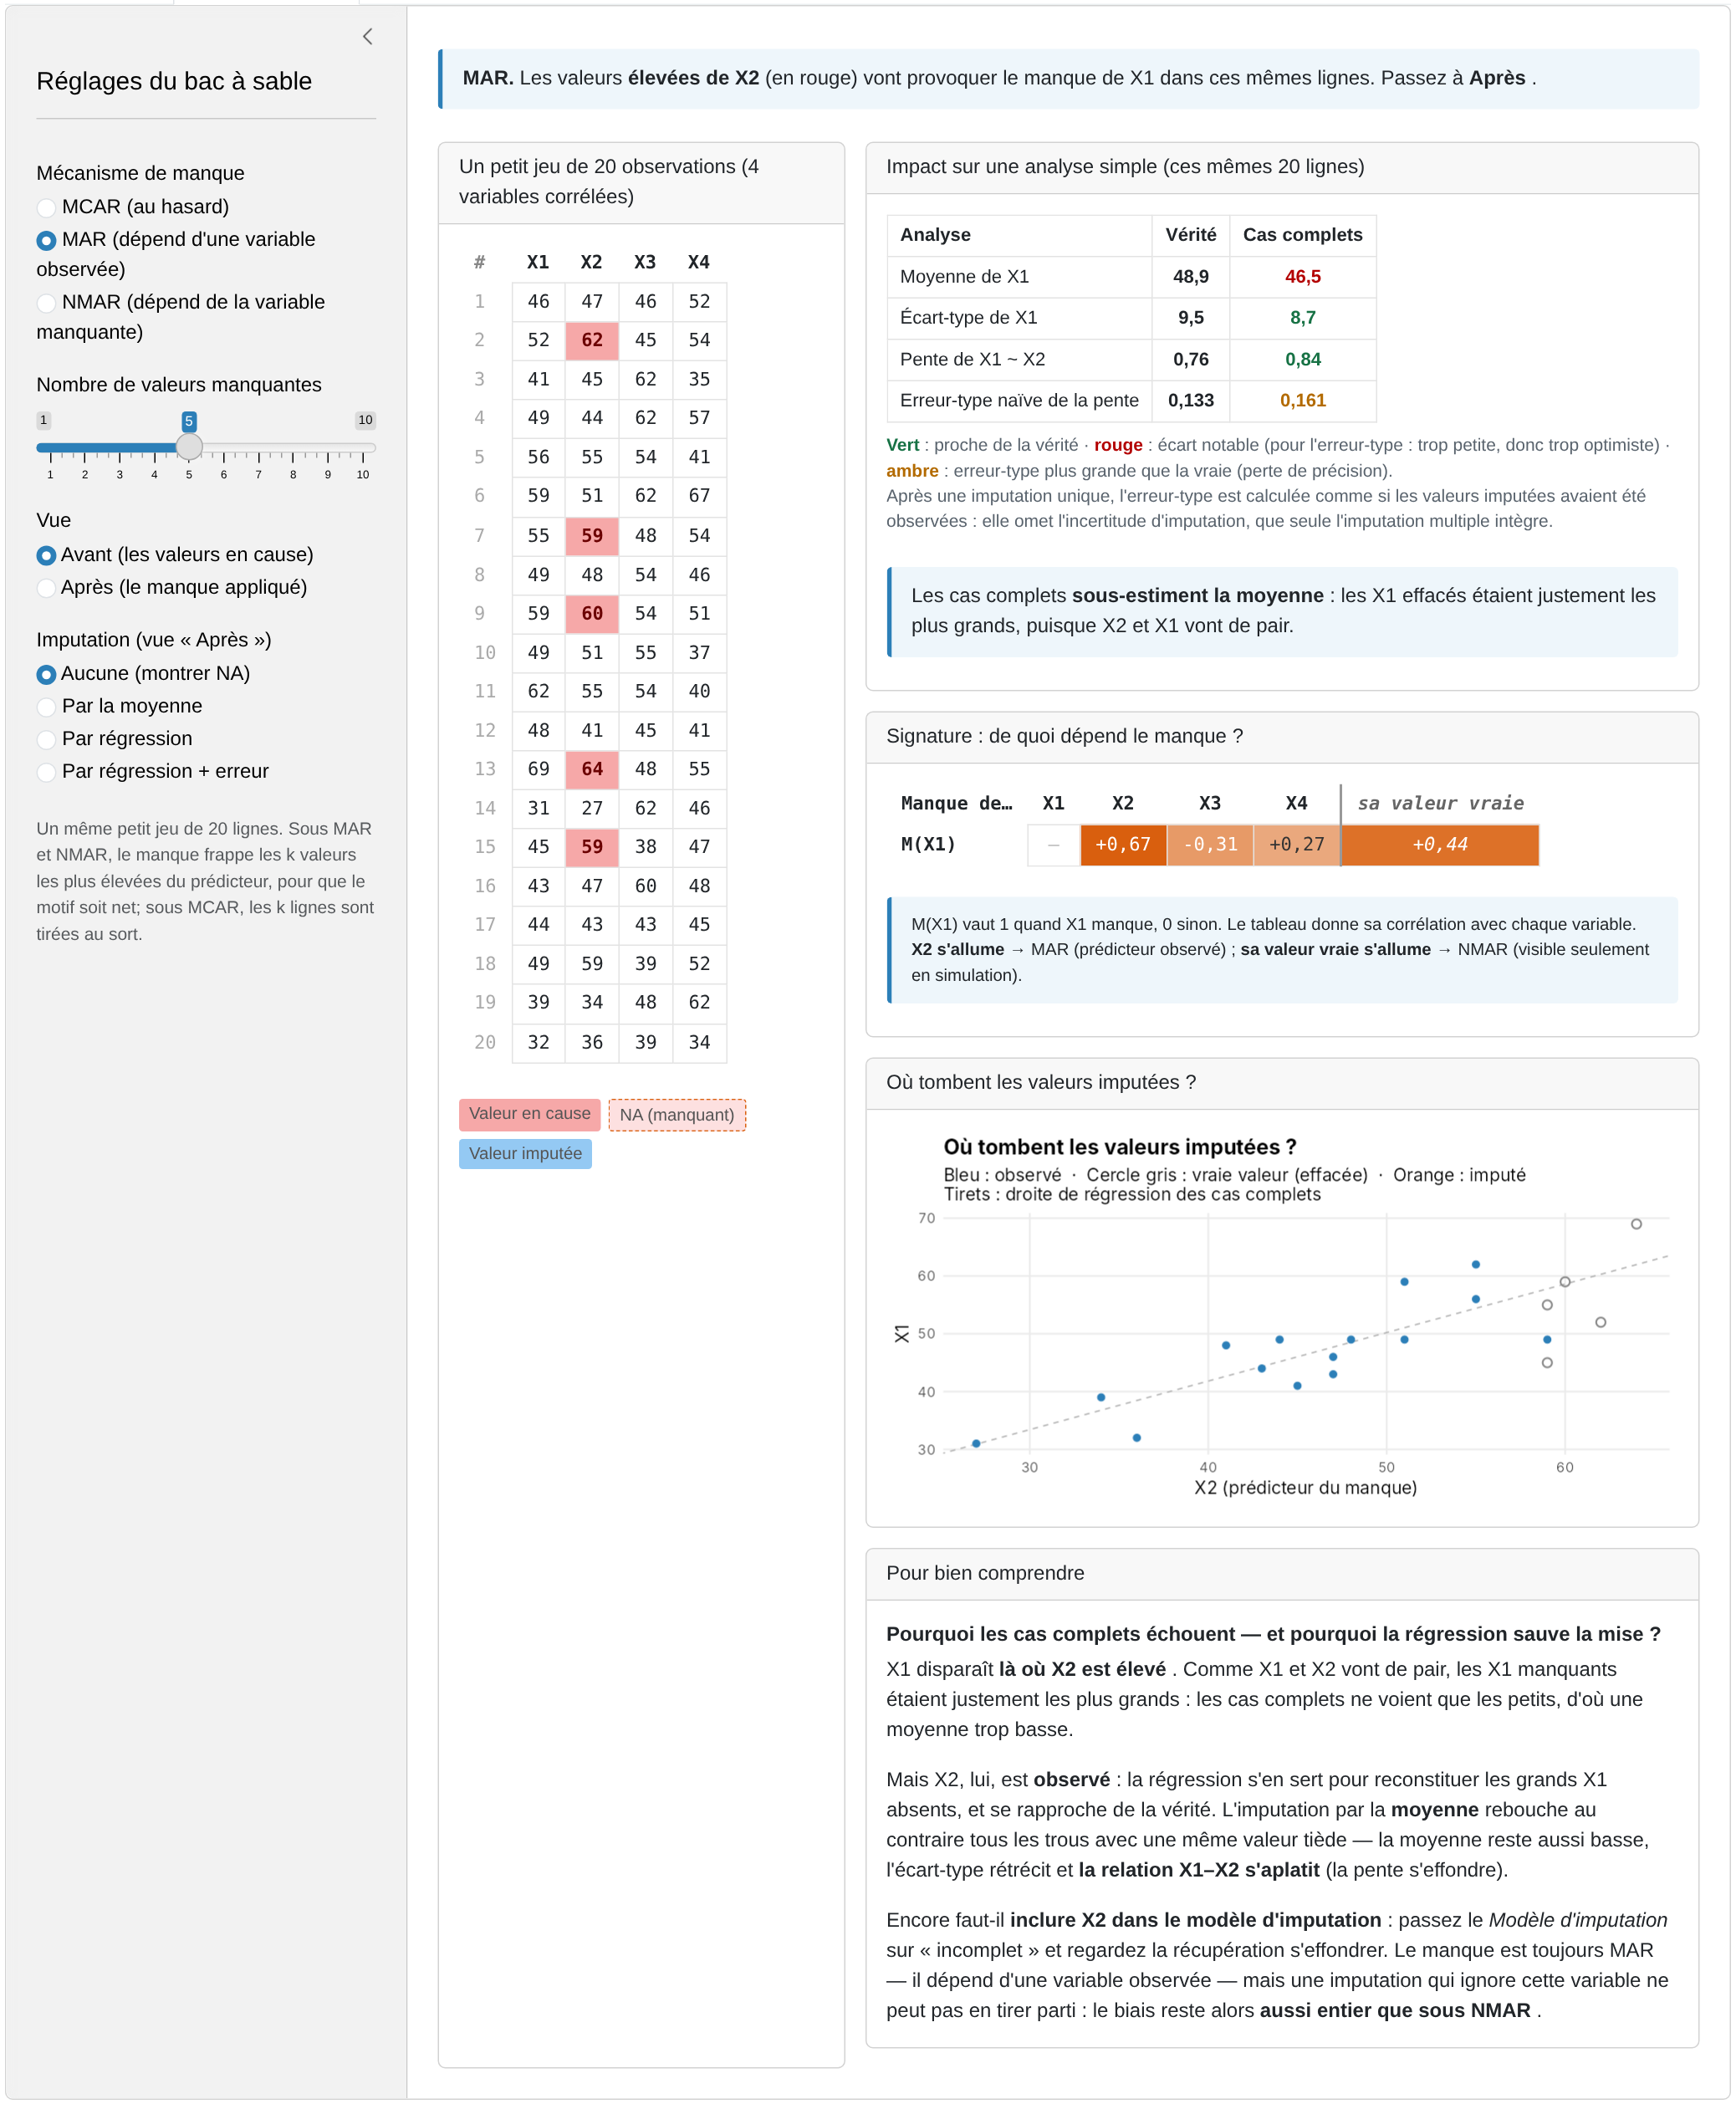 Réglages du bac à sable
Mécanisme de manque
MCAR (au hasard)
MAR (dépend d'une variable
observée)
NMAR (dépend de la variable
manquante)
Nombre de valeurs manquantes
1 5 10
1 2 3 4 5 6 7 8 9 10
Vue
Avant (les valeurs en cause)
Après (le manque appliqué)
Imputation (vue « Après »)
Aucune (montrer NA)
Par la moyenne
Par régression
Par régression + erreur
Un même petit jeu de 20 lignes. Sous MAR
et NMAR, le manque frappe les k valeurs
les plus élevées du prédicteur, pour que le
motif soit net; sous MCAR, les k lignes sont
tirées au sort.
MAR. Les valeurs élevées de X2 (en rouge) vont provoquer le manque de X1 dans ces mêmes lignes. Passez à Après .
Un petit jeu de 20 observations (4
variables corrélées)
# X1 X2 X3 X4
1 46 47 46 52
2 52 62 45 54
3 41 45 62 35
4 49 44 62 57
5 56 55 54 41
6 59 51 62 67
7 55 59 48 54
8 49 48 54 46
9 59 60 54 51
10 49 51 55 37
11 62 55 54 40
12 48 41 45 41
13 69 64 48 55
14 31 27 62 46
15 45 59 38 47
16 43 47 60 48
17 44 43 43 45
18 49 59 39 52
19 39 34 48 62
20 32 36 39 34
Valeur en cause NA (manquant)
Valeur imputée
Impact sur une analyse simple (ces mêmes 20 lignes)
Analyse Vérité Cas complets
Moyenne de X1 48,9 46,5
Écart-type de X1 9,5 8,7
Pente de X1 ~ X2 0,76 0,84
Erreur-type naïve de la pente 0,133 0,161
Vert : proche de la vérité · rouge : écart notable (pour l'erreur-type : trop petite, donc trop optimiste) ·
ambre : erreur-type plus grande que la vraie (perte de précision).
Après une imputation unique, l'erreur-type est calculée comme si les valeurs imputées avaient été
observées : elle omet l'incertitude d'imputation, que seule l'imputation multiple intègre.
Les cas complets sous-estiment la moyenne : les X1 effacés étaient justement les
plus grands, puisque X2 et X1 vont de pair.
Signature : de quoi dépend le manque ?
Manque de… X1 X2 X3 X4 sa valeur vraie
M(X1) – +0,67 -0,31 +0,27 +0,44
M(X1) vaut 1 quand X1 manque, 0 sinon. Le tableau donne sa corrélation avec chaque variable.
X2 s'allume → MAR (prédicteur observé) ; sa valeur vraie s'allume → NMAR (visible seulement
en simulation).
Où tombent les valeurs imputées ?
Où tombent les valeurs imputées ?
Bleu : observé · Cercle gris : vraie valeur (effacée) · Orange : imputé
Tirets : droite de régression des cas complets
70
60
50
40
30
X1
30 40 50 60
X2 (prédicteur du manque)
Pour bien comprendre
Pourquoi les cas complets échouent — et pourquoi la régression sauve la mise ?
X1 disparaît là où X2 est élevé . Comme X1 et X2 vont de pair, les X1 manquants
étaient justement les plus grands : les cas complets ne voient que les petits, d'où une
moyenne trop basse.
Mais X2, lui, est observé : la régression s'en sert pour reconstituer les grands X1
absents, et se rapproche de la vérité. L'imputation par la moyenne rebouche au
contraire tous les trous avec une même valeur tiède — la moyenne reste aussi basse,
l'écart-type rétrécit et la relation X1–X2 s'aplatit (la pente s'effondre).
Encore faut-il inclure X2 dans le modèle d'imputation : passez le Modèle d'imputation
sur « incomplet » et regardez la récupération s'effondrer. Le manque est toujours MAR
— il dépend d'une variable observée — mais une imputation qui ignore cette variable ne
peut pas en tirer parti : le biais reste alors aussi entier que sous NMAR .